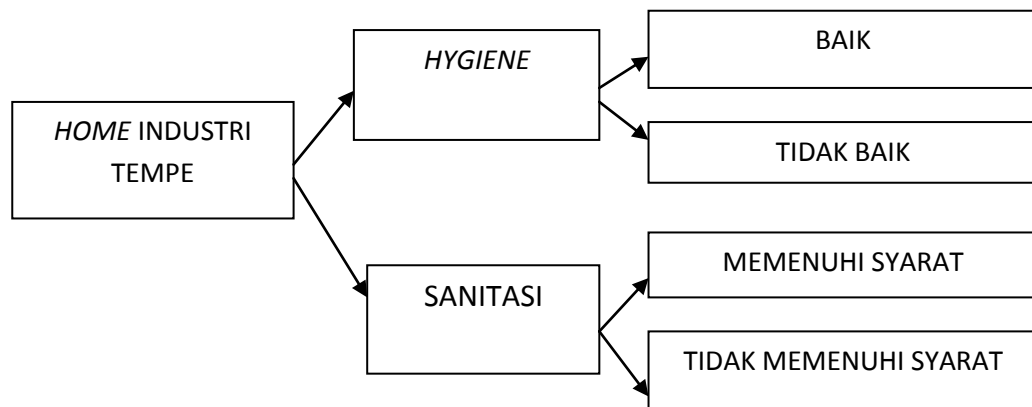 HOME INDUSTRI
TEMPE
HYGIENE
BAIK
TIDAK BAIK
SANITASI
MEMENUHI SYARAT
TIDAK MEMENUHI SYARAT